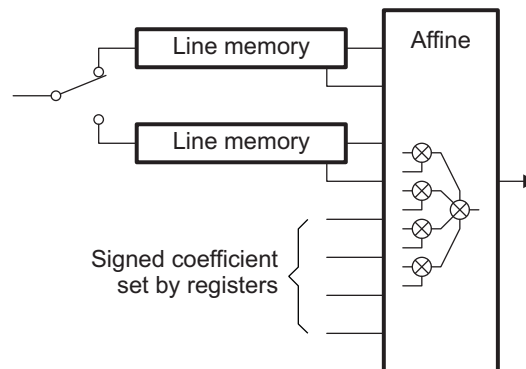 Line memory
Affine
Line memory
Signed coefficient
set by registers